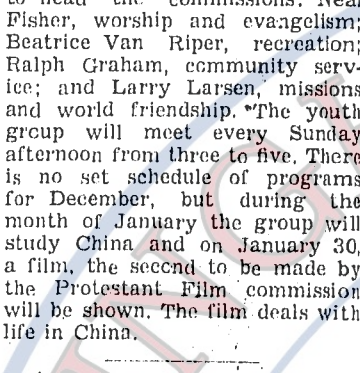 to head the commissions: Neal
Fisher, worship and evangelism;
Beatrice Van Riper, recreation;
Ralph Graham, community serv-
ice; and Larry Larsen, missions
and world friendship. The youth
group will meet every Sunday
afternoon from three to five. There
is no set schedule of programs
for December, but during the
month of January the group will
study China and on January 30,
a film, the second to be made by
the Protestant Film commission
will be shown. The film deals with
life in China.